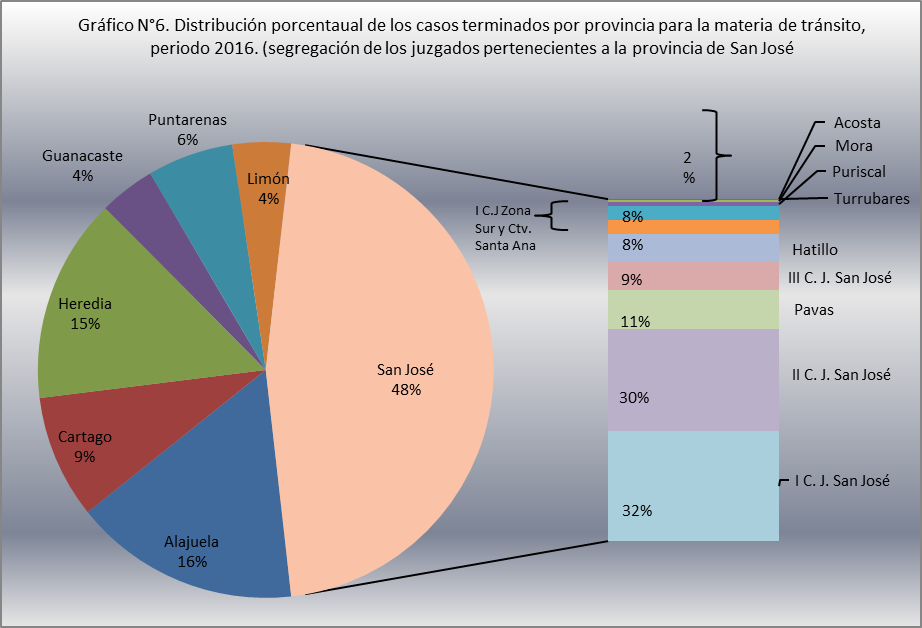 Gráfico N°6. Distribución porcentaual de los casos terminados por provincia para la materia de tránsito,
periodo 2016. (segregación de los juzgados pertenecientes a la provincia de San José
Puntarenas
6%
Guanacaste
4%
Limón
4%
Heredia
15%
San José
48%
Cartago
9%
Alajuela
16%
2
%
Acosta
Mora
Puriscal
Turrubares
I C.J Zona
Sur y Ctv.
Santa Ana
8%
8%
Hatillo
9%
III C. J. San José
11%
Pavas
30%
II C. J. San José
32%
I C. J. San José